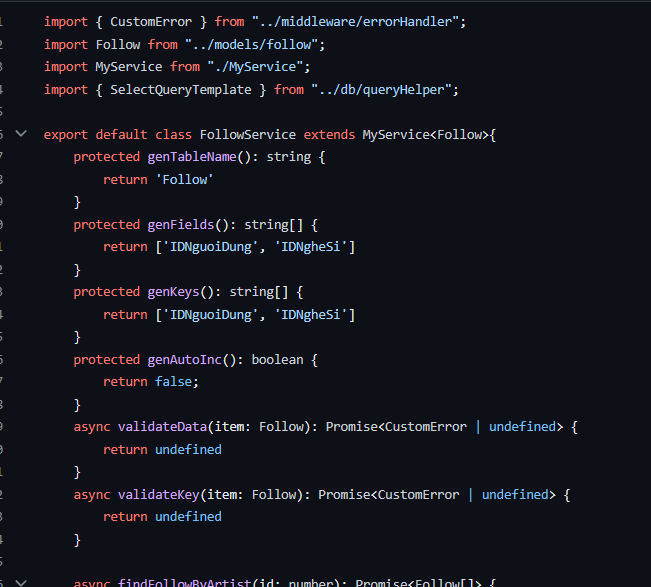 import { CustomError } from "../middleware/errorHandler";
import Follow from "../models/follow";
import MyService from "./MyService";
import { SelectQueryTemplate } from "../db/queryHelper";
export default class FollowService extends MyService<Follow>{
protected genTableName(): string {
return 'Follow'
}
protected genFields(): string[] {
return ['IDNguoiDung', 'IDNgheSi']
}
protected genKeys(): string[] {
return ['IDNguoiDung', 'IDNgheSi']
}
protected genAutoInc(): boolean {
return false;
}
async validateData(item: Follow): Promise<CustomError | undefined> {
return undefined
}
async validateKey(item: Follow): Promise<CustomError | undefined> {
return undefined
}
async findFollowByArtist(id: number): Promise<Follow[]> {